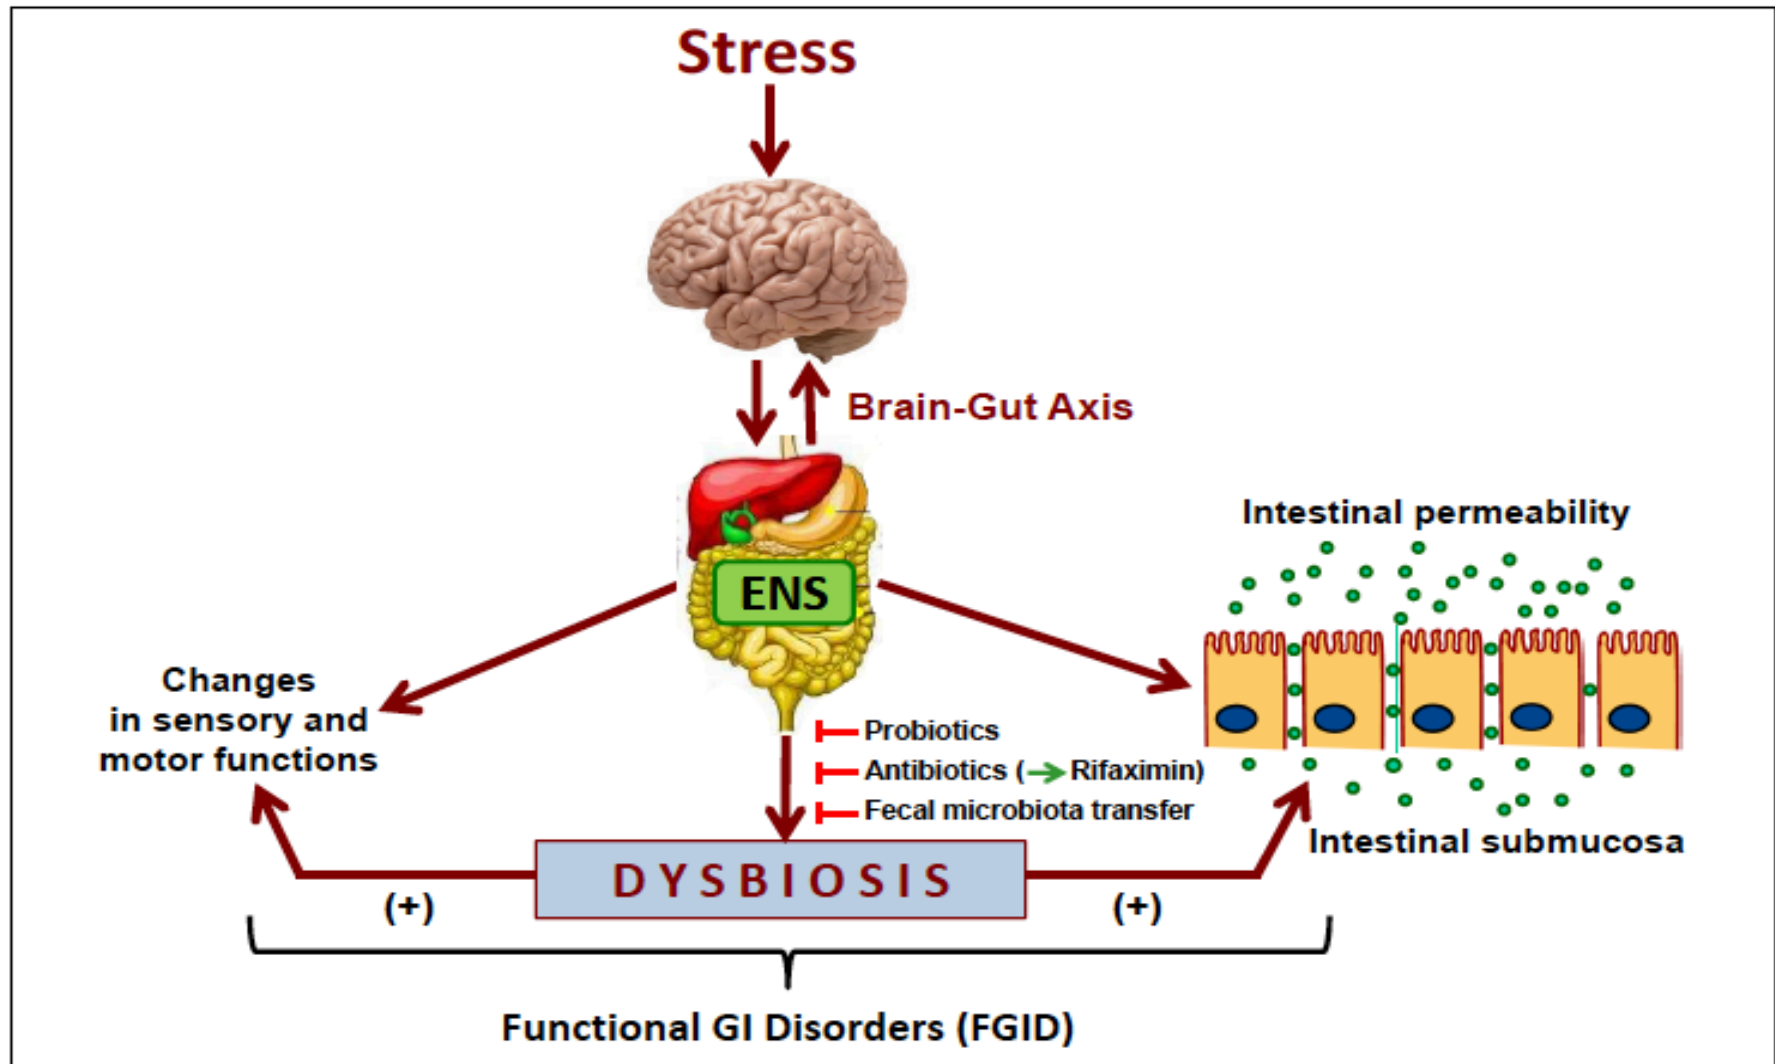 Stress
Brain-Gut Axis
Intestinal permeability
ENS
Changes
in sensory and
motor functions
Probiotics
Antibiotics (→ Rifaximin)
Fecal microbiota transfer
Intestinal submucosa
DYSBIOSIS
(+)
(+)
Functional GI Disorders (FGID)